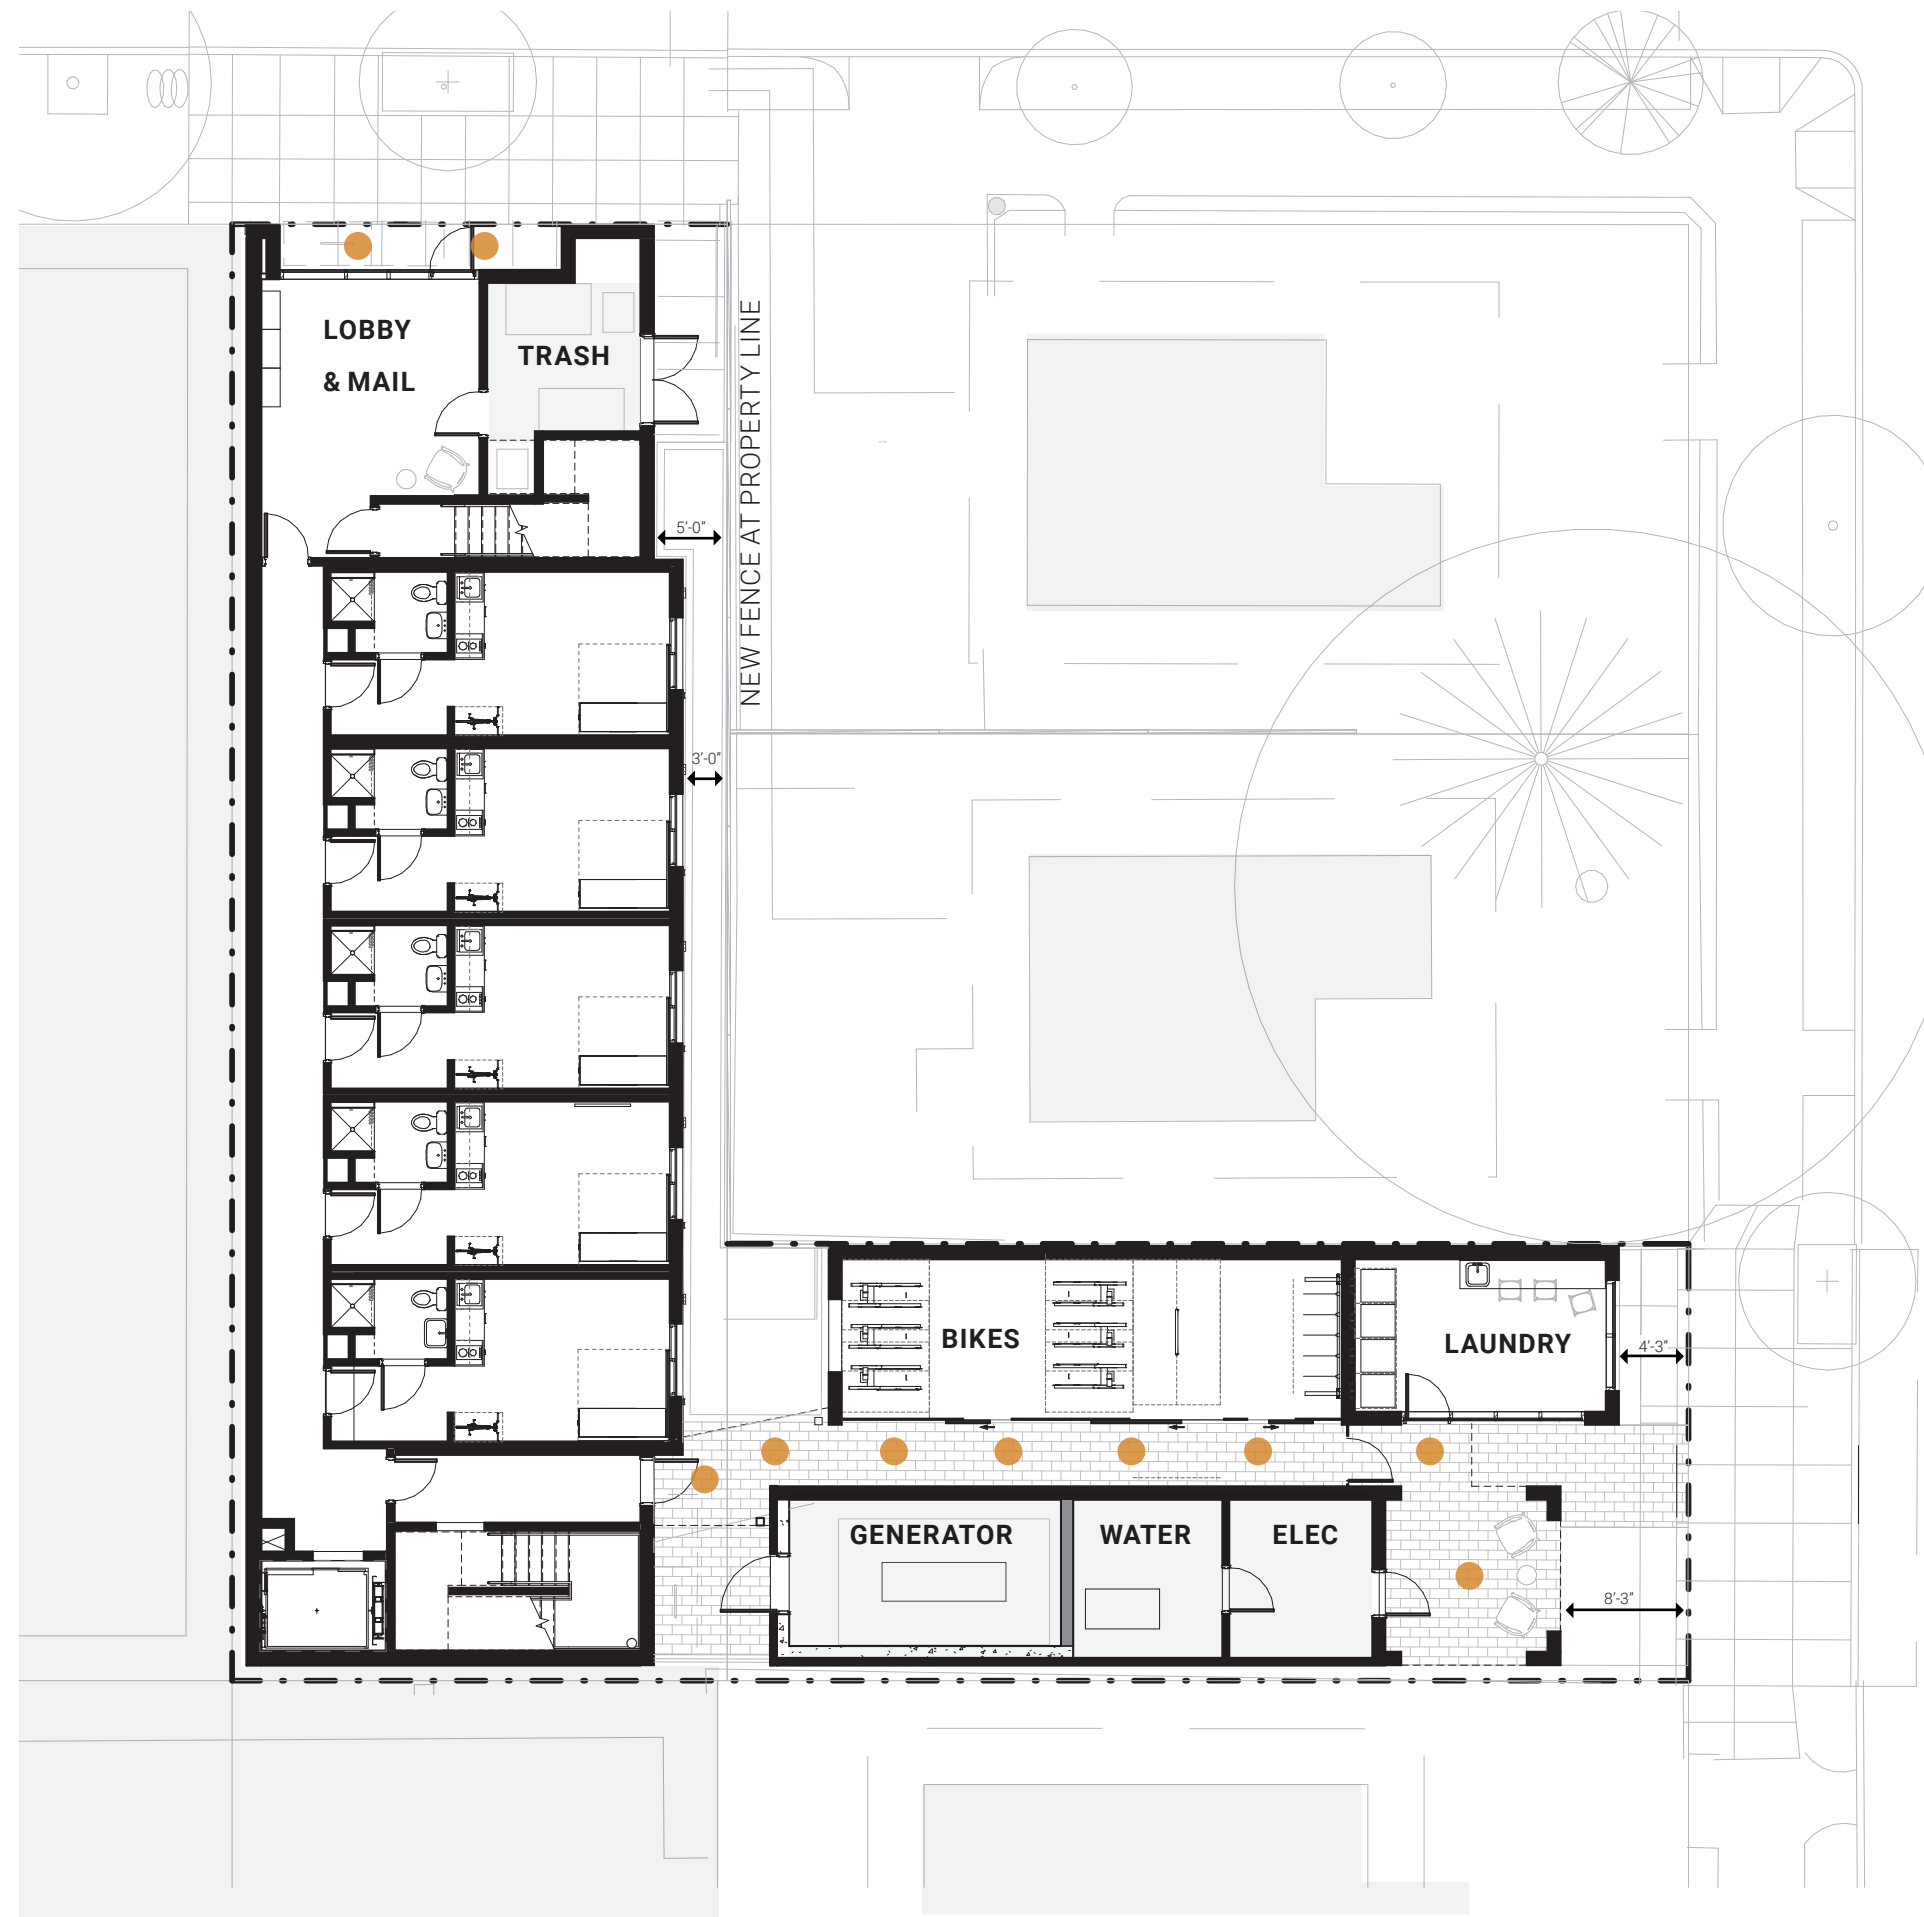 LOBBY
& MAIL
TRASH
NEW FENCE AT PROPERTY LINE
5'-0"
3'-0"
BIKES
LAUNDRY
4'-3"
GENERATOR
WATER
ELEC
8'-3"